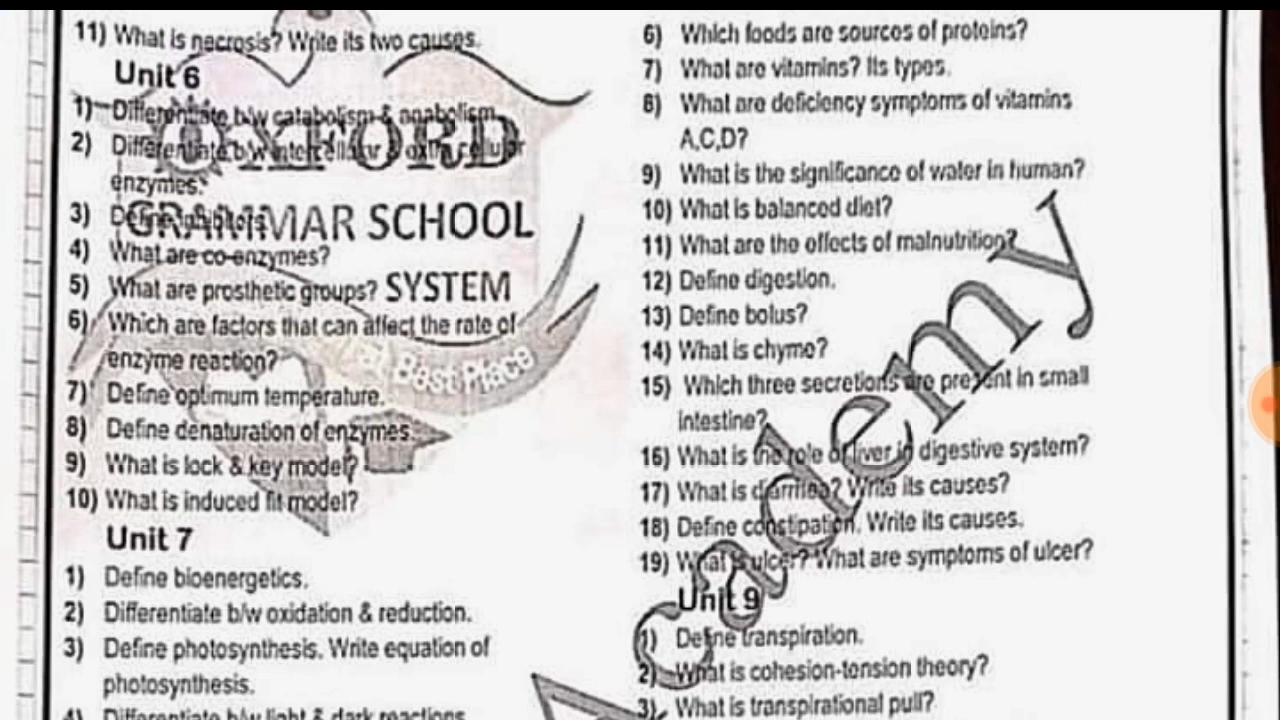 11) What is necrosis? Write its two causes.
Unit 6
1) Differentiate b/w catabolism & anabolism
2) Differentiate b/w intercellular & extra cellular
enzymes.
3) Define inhibitors
4) What are co-enzymes?
5) What are prosthetic groups?
6) Which are factors that can affect the rate of
enzyme reaction?
7) Define optimum temperature.
8) Define denaturation of enzymes.
9) What is lock & key model?
10) What is induced fit model?
Unit 7
1) Define bioenergetics.
2) Differentiate b/w oxidation & reduction.
3) Define photosynthesis. Write equation of
photosynthesis.
4) Differentiate b/w light & dark reactions
OXFORD
GRAMMAR SCHOOL
SYSTEM
Best Place
6) Which foods are sources of proteins?
7) What are vitamins? Its types.
8) What are deficiency symptoms of vitamins
A,C,D?
9) What is the significance of water in human?
10) What is balanced diet?
11) What are the effects of malnutrition?
12) Define digestion.
13) Define bolus?
14) What is chyme?
15) Which three secretions are present in small
intestine?
16) What is the role of liver in digestive system?
17) What is diarrhea? Write its causes?
18) Define constipation. Write its causes.
19) What is ulcer? What are symptoms of ulcer?
Unit 9
1) Define transpiration.
2) What is cohesion-tension theory?
3) What is transpirational pull?
Academy